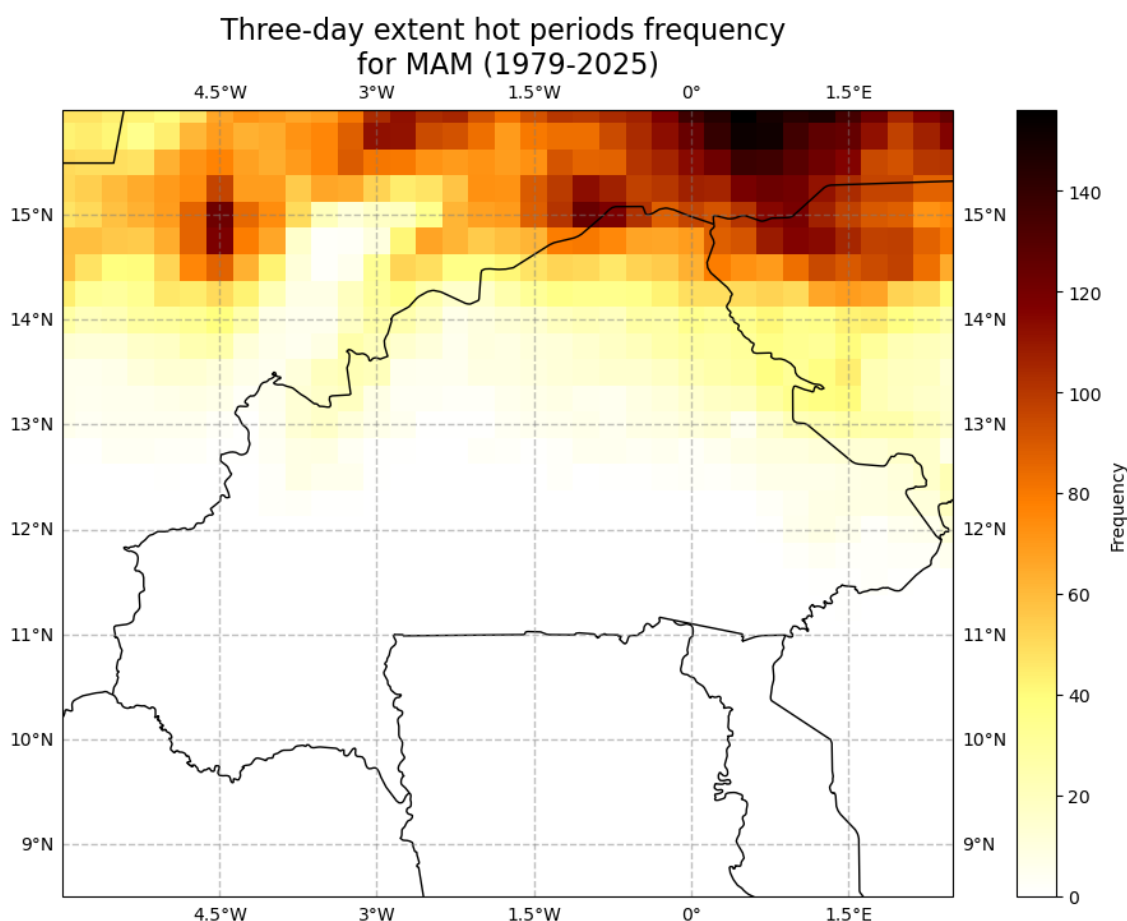 Three-day extent hot periods frequency
for MAM (1979-2025)
4.5°W 3°W 1.5°W 0° 1.5°E
15°N 15°N
14°N 14°N
13°N 13°N
12°N 12°N
11°N 11°N
10°N 10°N
9°N 9°N
4.5°W 3°W 1.5°W 0° 1.5°E
140
120
100
80
60
40
20
0
Frequency